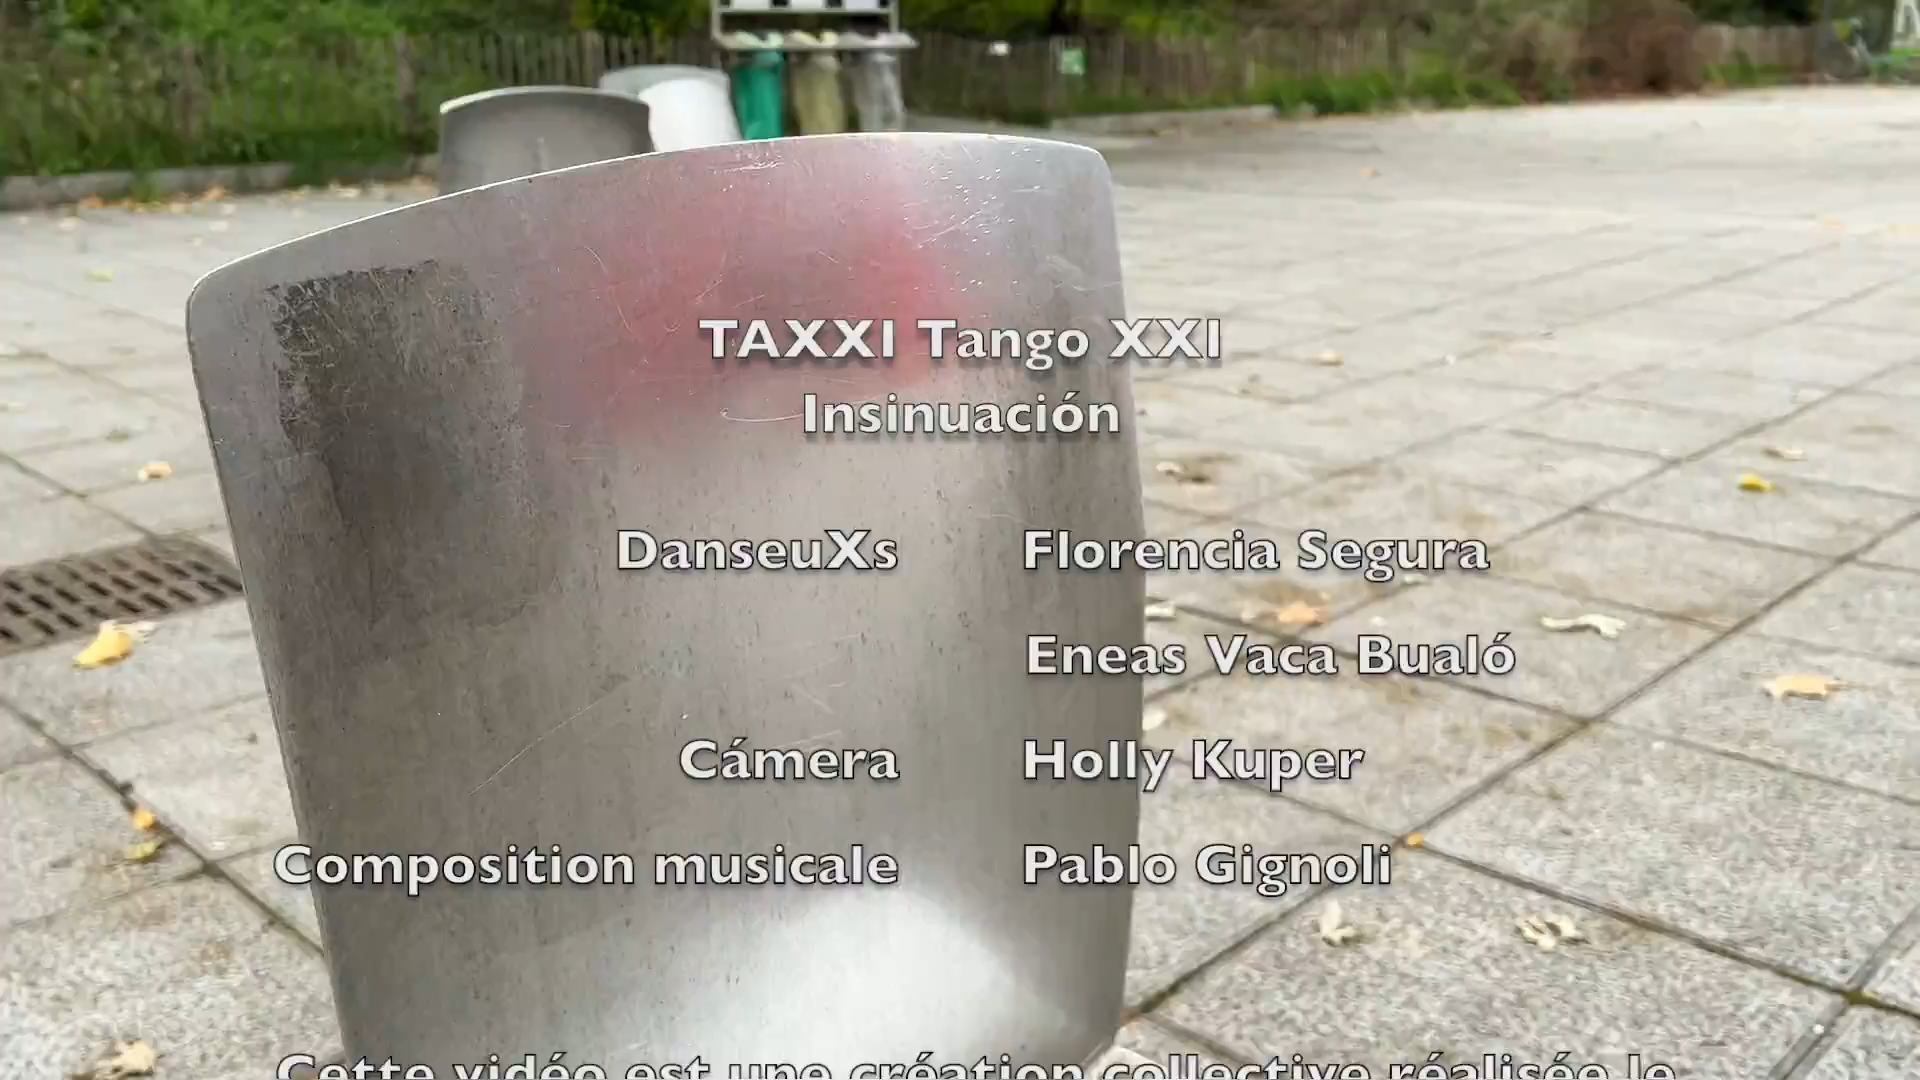 TAXXI Tango XXI
Insinuación
DanseuXs Florencia Segura
Eneas Vaca Bualó
Cámera Holly Kuper
Composition musicale Pablo Gignoli
Cette vidéo est une création collective réalisée le